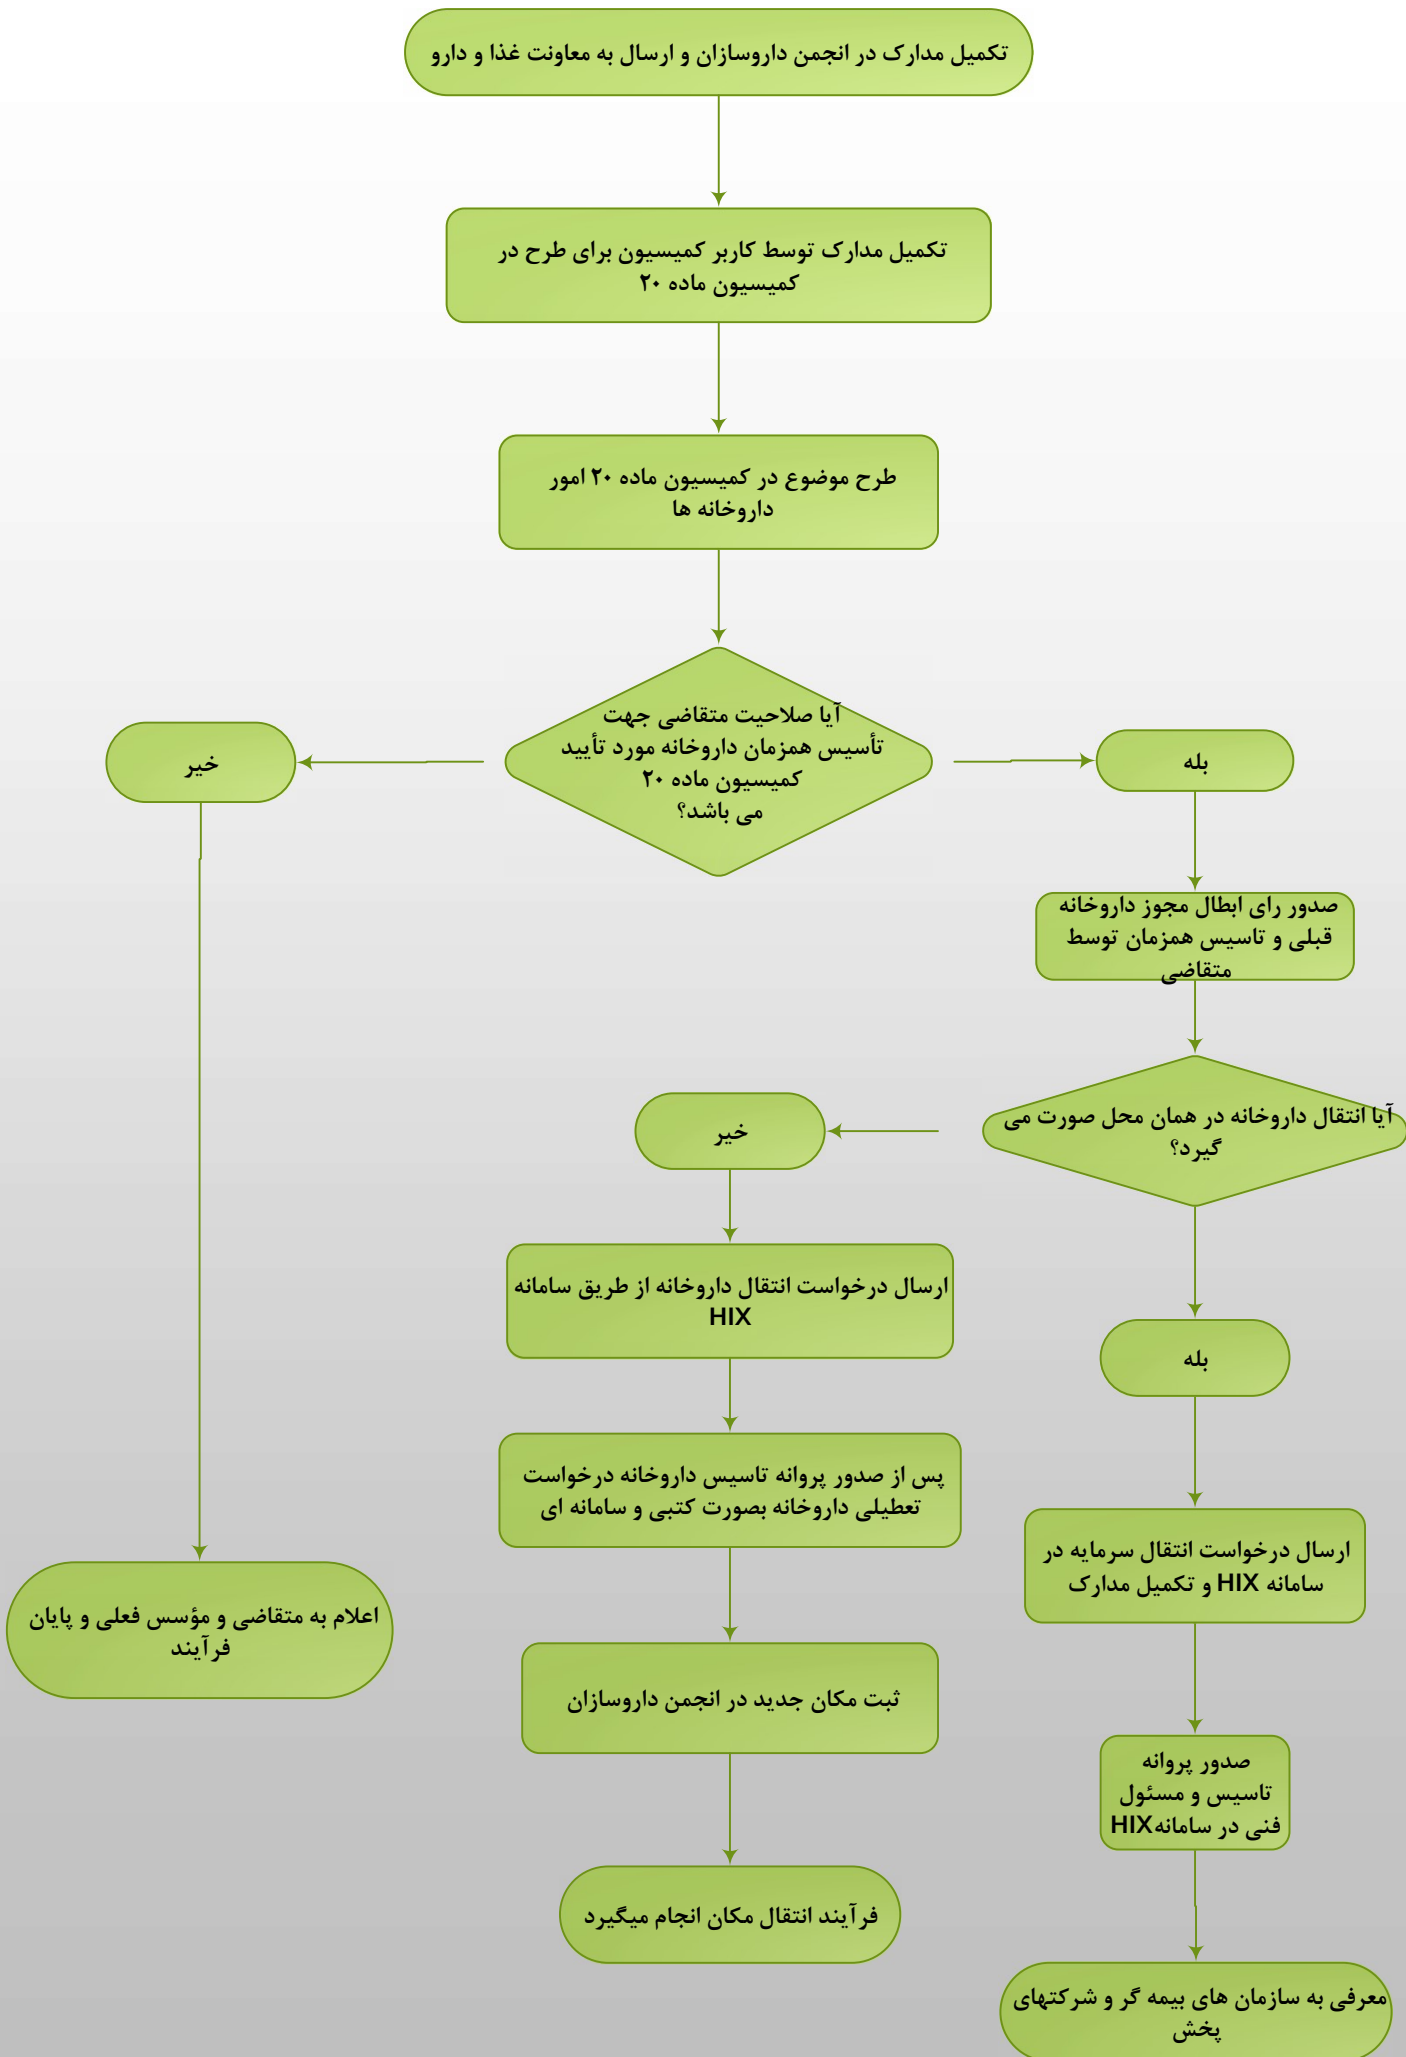 تکمیل مدارک در انجمن داروسازان و ارسال به معاونت غذا و دارو
تکمیل مدارک توسط کاربر کمیسیون برای طرح در
کمیسیون ماده ۲۰
طرح موضوع در کمیسیون ماده ۲۰ امور
داروخانه ها
آیا صلاحیت متقاضی جهت
تأسیس همزمان داروخانه مورد تأیید
کمیسیون ماده ۲۰
می باشد؟
بله
خیر
صدور رای ابطال مجوز داروخانه
قبلی و تاسیس همزمان توسط
متقاضی
آیا انتقال داروخانه در همان محل صورت می
گیرد؟
خیر
ارسال درخواست انتقال داروخانه از طریق سامانه
HIX
بله
پس از صدور پروانه تاسیس داروخانه درخواست
تعطیلی داروخانه بصورت کتبی و سامانه ای
ارسال درخواست انتقال سرمایه در
سامانه HIX و تکمیل مدارک
اعلام به متقاضی و مؤسس فعلی و پایان
فرآیند
ثبت مکان جدید در انجمن داروسازان
صدور پروانه
تاسیس و مسئول
فنی در سامانهHIX
فرآیند انتقال مکان انجام میگیرد
معرفی به سازمان های بیمه گر و شرکتهای
پخش